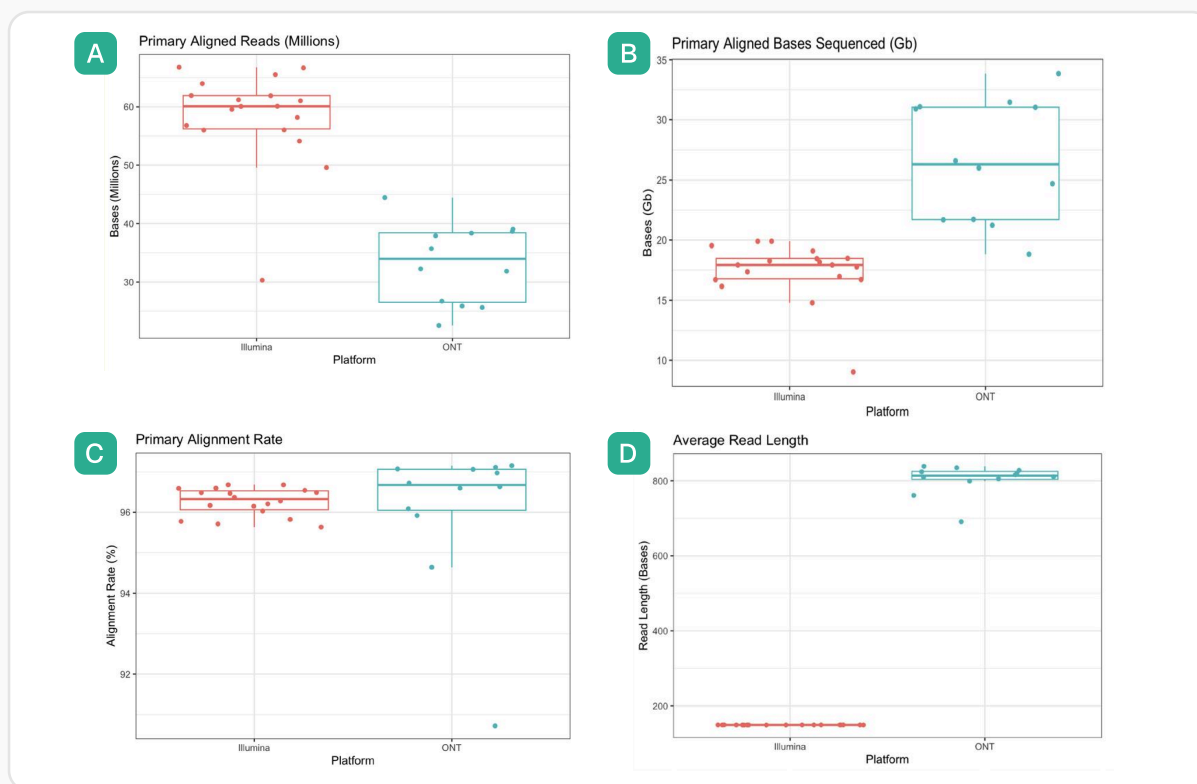 A
Primary Aligned Reads (Millions)
60
50
40
30
Bases (Millions)
Illumina
ONT
Platform
B
Primary Aligned Bases Sequenced (Gb)
35
30
25
20
15
10
Bases (Gb)
Illumina
ONT
Platform
C
Primary Alignment Rate
96
94
92
Alignment Rate (%)
Illumina
ONT
Platform
D
Average Read Length
800
600
400
200
Read Length (Bases)
Illumina
ONT
Platform